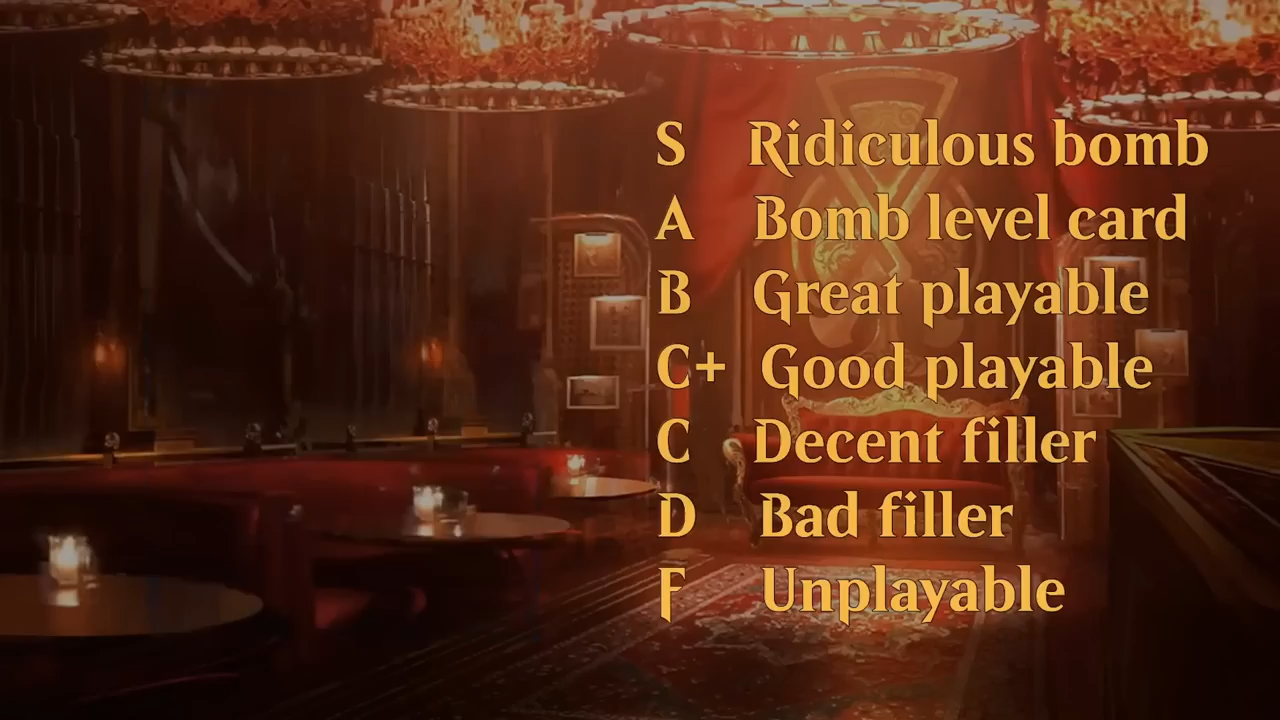 S Ridiculous bomb
A Bomb level card
B Great playable
C+ Good playable
C Decent filler
D Bad filler
F Unplayable